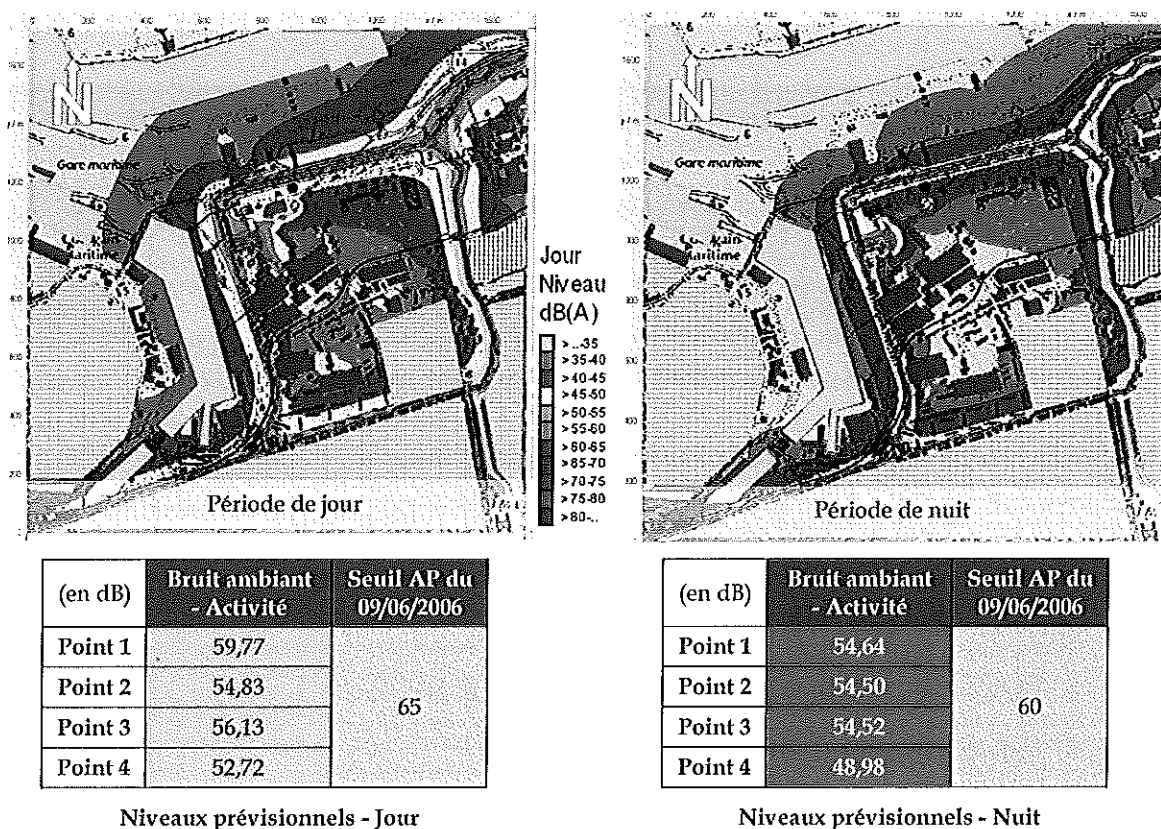 N
Gare maritime
Période de jour
Jour
Niveau
dB(A)
>...-35
>35-40
>40-45
>45-50
>50-55
>55-60
>60-65
>65-70
>70-75
>75-80
>80-...
N
Gare maritime
Période de nuit
(en dB) Bruit ambiant - Activité Seuil AP du 09/06/2006
Point 1 59,77
Point 2 54,83
65
Point 3 56,13
Point 4 52,72
Niveaux prévisionnels - Jour
(en dB) Bruit ambiant - Activité Seuil AP du 09/06/2006
Point 1 54,64
Point 2 54,50
60
Point 3 54,52
Point 4 48,98
Niveaux prévisionnels - Nuit